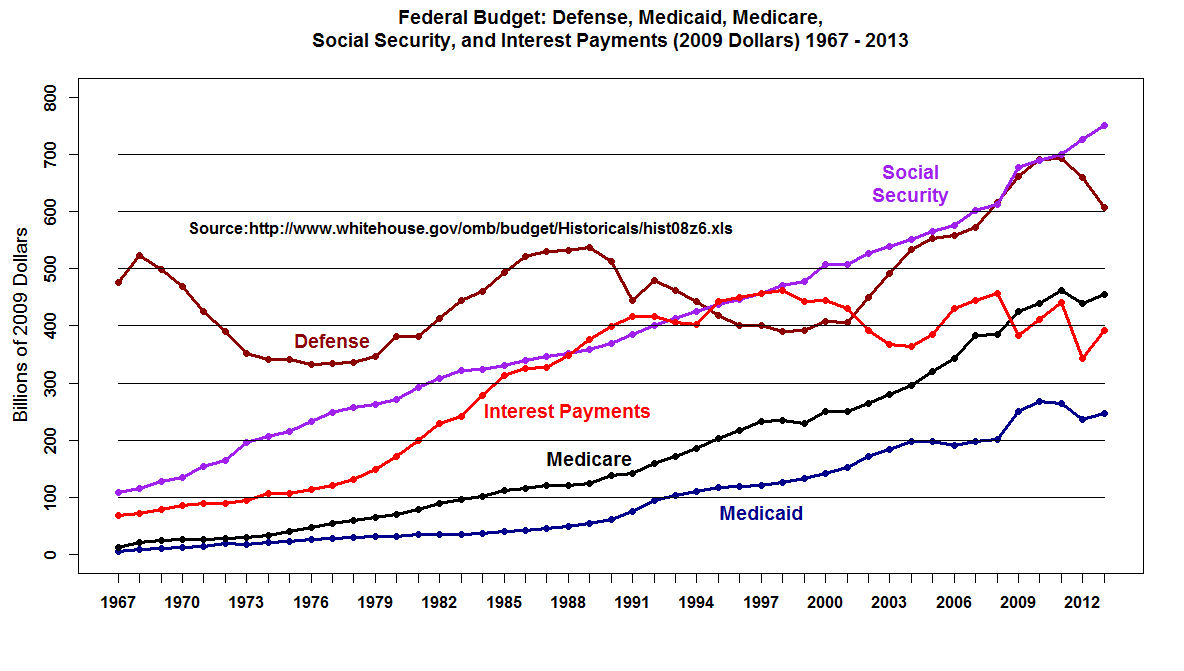 Federal Budget: Defense, Medicaid, Medicare,
Social Security, and Interest Payments (2009 Dollars) 1967 - 2013
Billions of 2009 Dollars
800
700
600
500
400
300
200
100
0
Social
Security
Source:http://www.whitehouse.gov/omb/budget/Historicals/hist08z6.xls
Defense
Interest Payments
Medicare
Medicaid
1967 1970 1973 1976 1979 1982 1985 1988 1991 1994 1997 2000 2003 2006 2009 2012